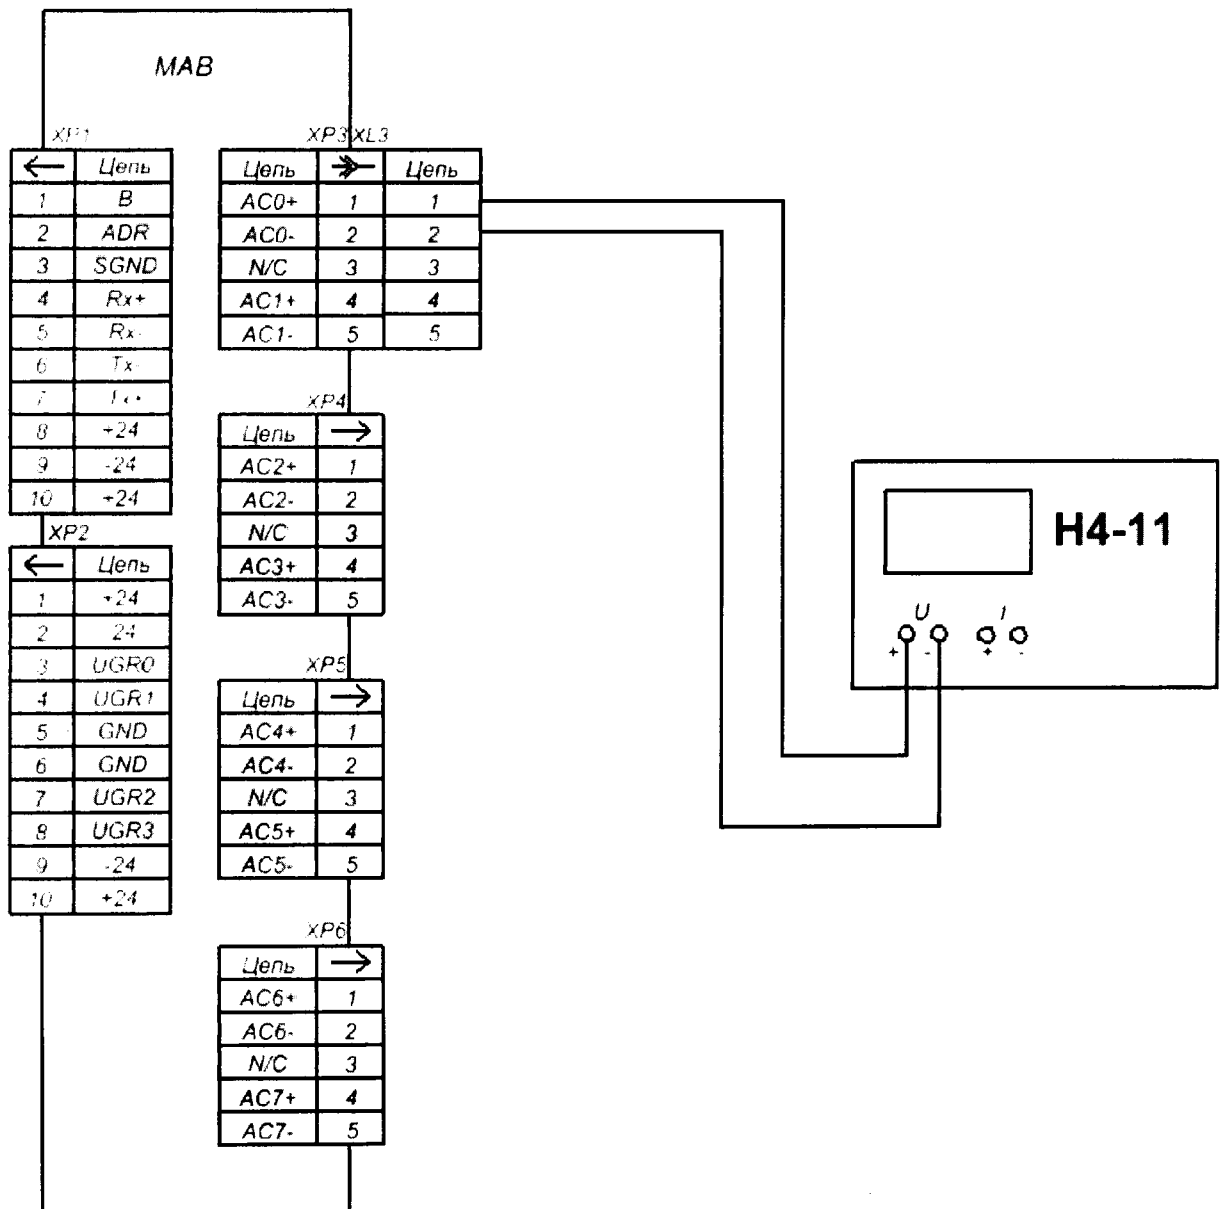 МАВ
XP1
Цепь
1 B
2 ADR
3 SGND
4 Rx+
5 Rx-
6 Tx-
8 +24
9 -24
10 +24
XP2
Цепь
1 +24
2 24
3 UGR0
4 UGR1
5 GND
6 GND
7 UGR2
8 UGR3
9 -24
10 +24
XP3 XL3
Цепь Цепь
AC0+ 1 1
AC0- 2 2
N/C 3 3
AC1+ 4 4
AC1- 5 5
XP4
Цепь
AC2+ 1
AC2- 2
N/C 3
AC3+ 4
AC3- 5
XP5
Цепь
AC4+ 1
AC4- 2
N/C 3
AC5+ 4
AC5- 5
XP6
Цепь
AC6+ 1
AC6- 2
N/C 3
AC7+ 4
AC7- 5
Н4-11
U I
+ - + -